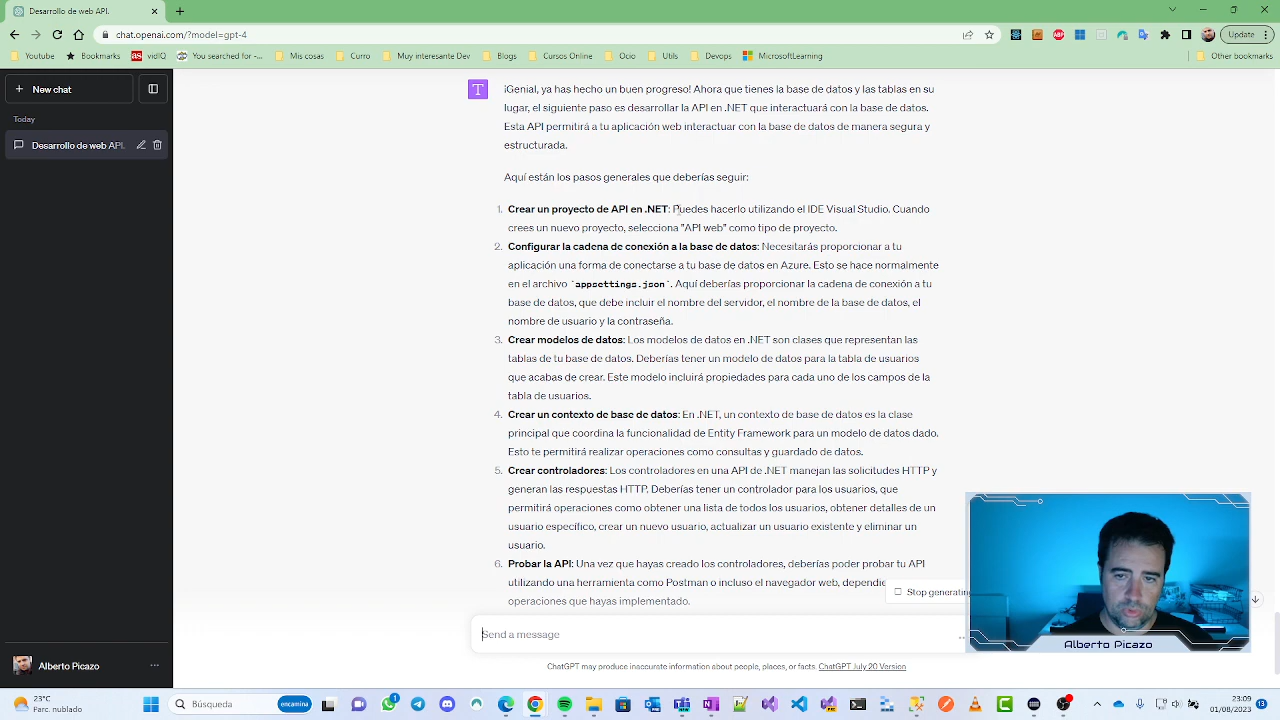 Desarrollo de web API.
chat.openai.com/?model=gpt-4
Update
Youtube
Bookmarks
vidIQ
You searched for -...
Mis cosas
Curro
Muy interesante Dev
Blogs
Cursos Online
Ocio
Utils
Devops
MicrosoftLearning
Other bookmarks
New chat
Today
Desarrollo de web API.
T
¡Genial, ya has hecho un buen progreso! Ahora que tienes la base de datos y las tablas en su
lugar, el siguiente paso es desarrollar la API en .NET que interactuará con la base de datos.
Esta API permitirá a tu aplicación web interactuar con la base de datos de manera segura y
estructurada.
Aquí están los pasos generales que deberías seguir:
1. Crear un proyecto de API en .NET: Puedes hacerlo utilizando el IDE Visual Studio. Cuando
crees un nuevo proyecto, selecciona "API web" como tipo de proyecto.
2. Configurar la cadena de conexión a la base de datos: Necesitarás proporcionar a tu
aplicación una forma de conectarse a tu base de datos en Azure. Esto se hace normalmente
en el archivo `appsettings.json`. Aquí deberías proporcionar la cadena de conexión a tu
base de datos, que debe incluir el nombre del servidor, el nombre de la base de datos, el
nombre de usuario y la contraseña.
3. Crear modelos de datos: Los modelos de datos en .NET son clases que representan las
tablas de tu base de datos. Deberías tener un modelo de datos para la tabla de usuarios
que acabas de crear. Este modelo incluirá propiedades para cada uno de los campos de la
tabla de usuarios.
4. Crear un contexto de base de datos: En .NET, un contexto de base de datos es la clase
principal que coordina la funcionalidad de Entity Framework para un modelo de datos dado.
Esto te permitirá realizar operaciones como consultas y guardado de datos.
5. Crear controladores: Los controladores en una API de .NET manejan las solicitudes HTTP y
generan las respuestas HTTP. Deberías tener un controlador para los usuarios, que
permitirá operaciones como obtener una lista de todos los usuarios, obtener detalles de un
usuario específico, crear un nuevo usuario, actualizar un usuario existente y eliminar un
usuario.
6. Probar la API: Una vez que hayas creado los controladores, deberías poder probar tu API
utilizando una herramienta como Postman o incluso el navegador web, dependie
operaciones que hayas implementado.
Stop generating
Send a message
ChatGPT may produce inaccurate information about people, places, or facts. ChatGPT July 20 Version
Alberto Picazo
Alberto Picazo
23°C
Parc. nublado
Búsqueda
encamina
1
23:09
01/08/2023